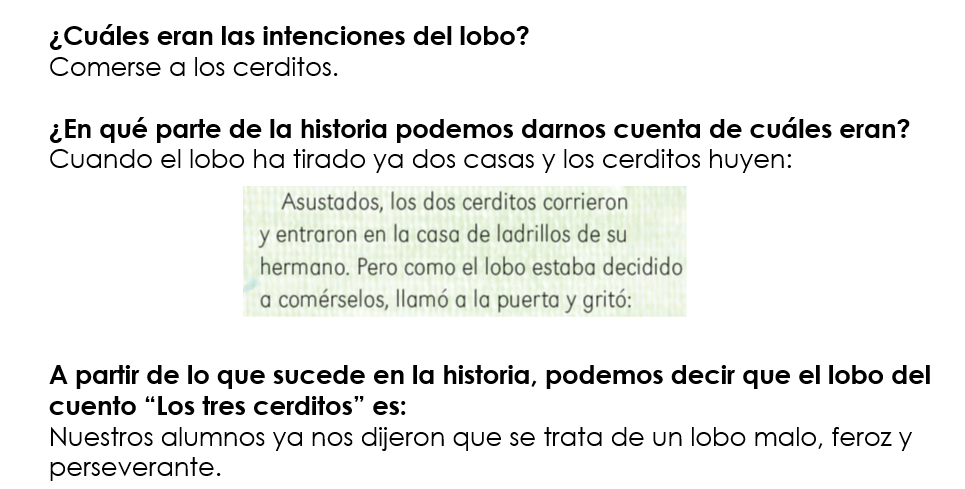 ¿Cuáles eran las intenciones del lobo?
Comerse a los cerditos.
¿En qué parte de la historia podemos darnos cuenta de cuáles eran?
Cuando el lobo ha tirado ya dos casas y los cerditos huyen:
Asustados, los dos cerditos corrieron
y entraron en la casa de ladrillos de su
hermano. Pero como el lobo estaba decidido
a comérselos, llamó a la puerta y gritó:
A partir de lo que sucede en la historia, podemos decir que el lobo del
cuento “Los tres cerditos” es:
Nuestros alumnos ya nos dijeron que se trata de un lobo malo, feroz y
perseverante.